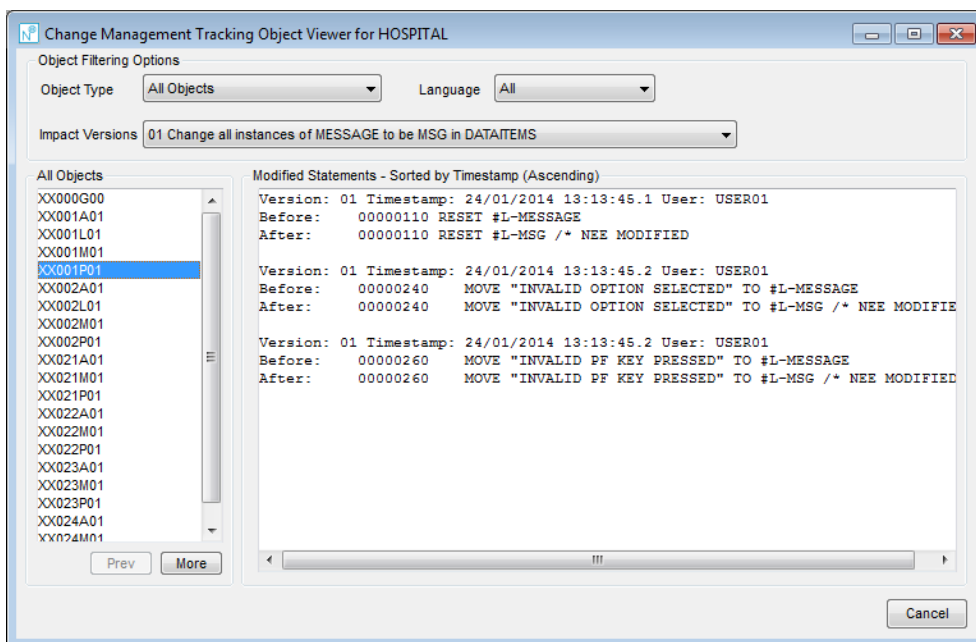 Change Management Tracking Object Viewer for HOSPITAL
Object Filtering Options
Object Type All Objects Language All
Impact Versions 01 Change all instances of MESSAGE to be MSG in DATAITEMS
All Objects
XX000G00
XX001A01
XX001L01
XX001M01
XX001P01
XX002A01
XX002L01
XX002M01
XX002P01
XX021A01
XX021M01
XX021P01
XX022A01
XX022M01
XX022P01
XX023A01
XX023M01
XX023P01
XX024A01
XX024M01
Prev More
Modified Statements - Sorted by Timestamp (Ascending)
Version: 01 Timestamp: 24/01/2014 13:13:45.1 User: USER01
Before: 00000110 RESET #L-MESSAGE
After: 00000110 RESET #L-MSG /* NEE MODIFIED
Version: 01 Timestamp: 24/01/2014 13:13:45.2 User: USER01
Before: 00000240 MOVE "INVALID OPTION SELECTED" TO #L-MESSAGE
After: 00000240 MOVE "INVALID OPTION SELECTED" TO #L-MSG /* NEE MODIFIE
Version: 01 Timestamp: 24/01/2014 13:13:45.2 User: USER01
Before: 00000260 MOVE "INVALID PF KEY PRESSED" TO #L-MESSAGE
After: 00000260 MOVE "INVALID PF KEY PRESSED" TO #L-MSG /* NEE MODIFIED
Cancel